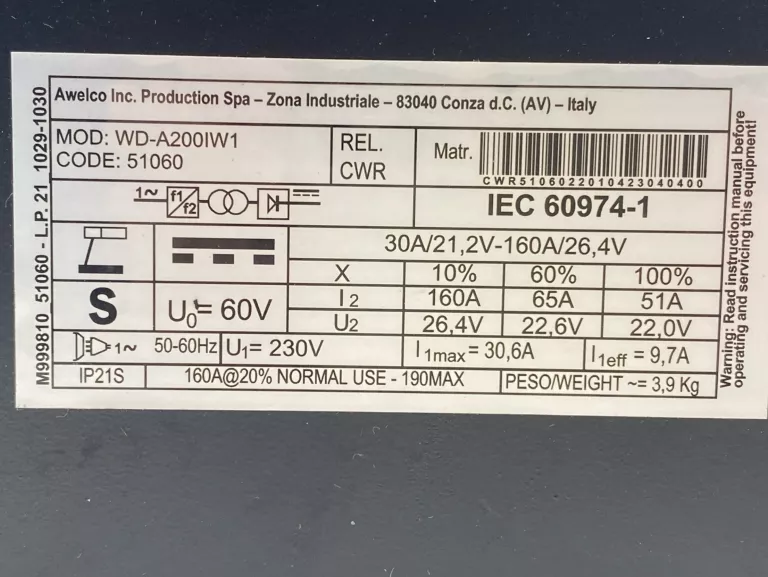 Awelco Inc. Production Spa – Zona Industriale – 83040 Conza d.C. (AV) – Italy
MOD: WD-A200IW1
CODE: 51060
REL.
CWR
Matr.
CWR510602201042304040​0
1~ f1 f2
IEC 60974-1
30A/21,2V-160A/26,4V
S
U0= 60V
X 10% 60% 100%
I2 160A 65A 51A
U2 26,4V 22,6V 22,0V
1~ 50-60Hz U1= 230V I1max = 30,6A I1eff = 9,7A
IP21S 160A@20% NORMAL USE - 190MAX PESO/WEIGHT ~= 3,9 Kg
M999810 51060 - L.P. 21 1029-1030
Warning: Read instruction manual before
operating and servicing this equipment!